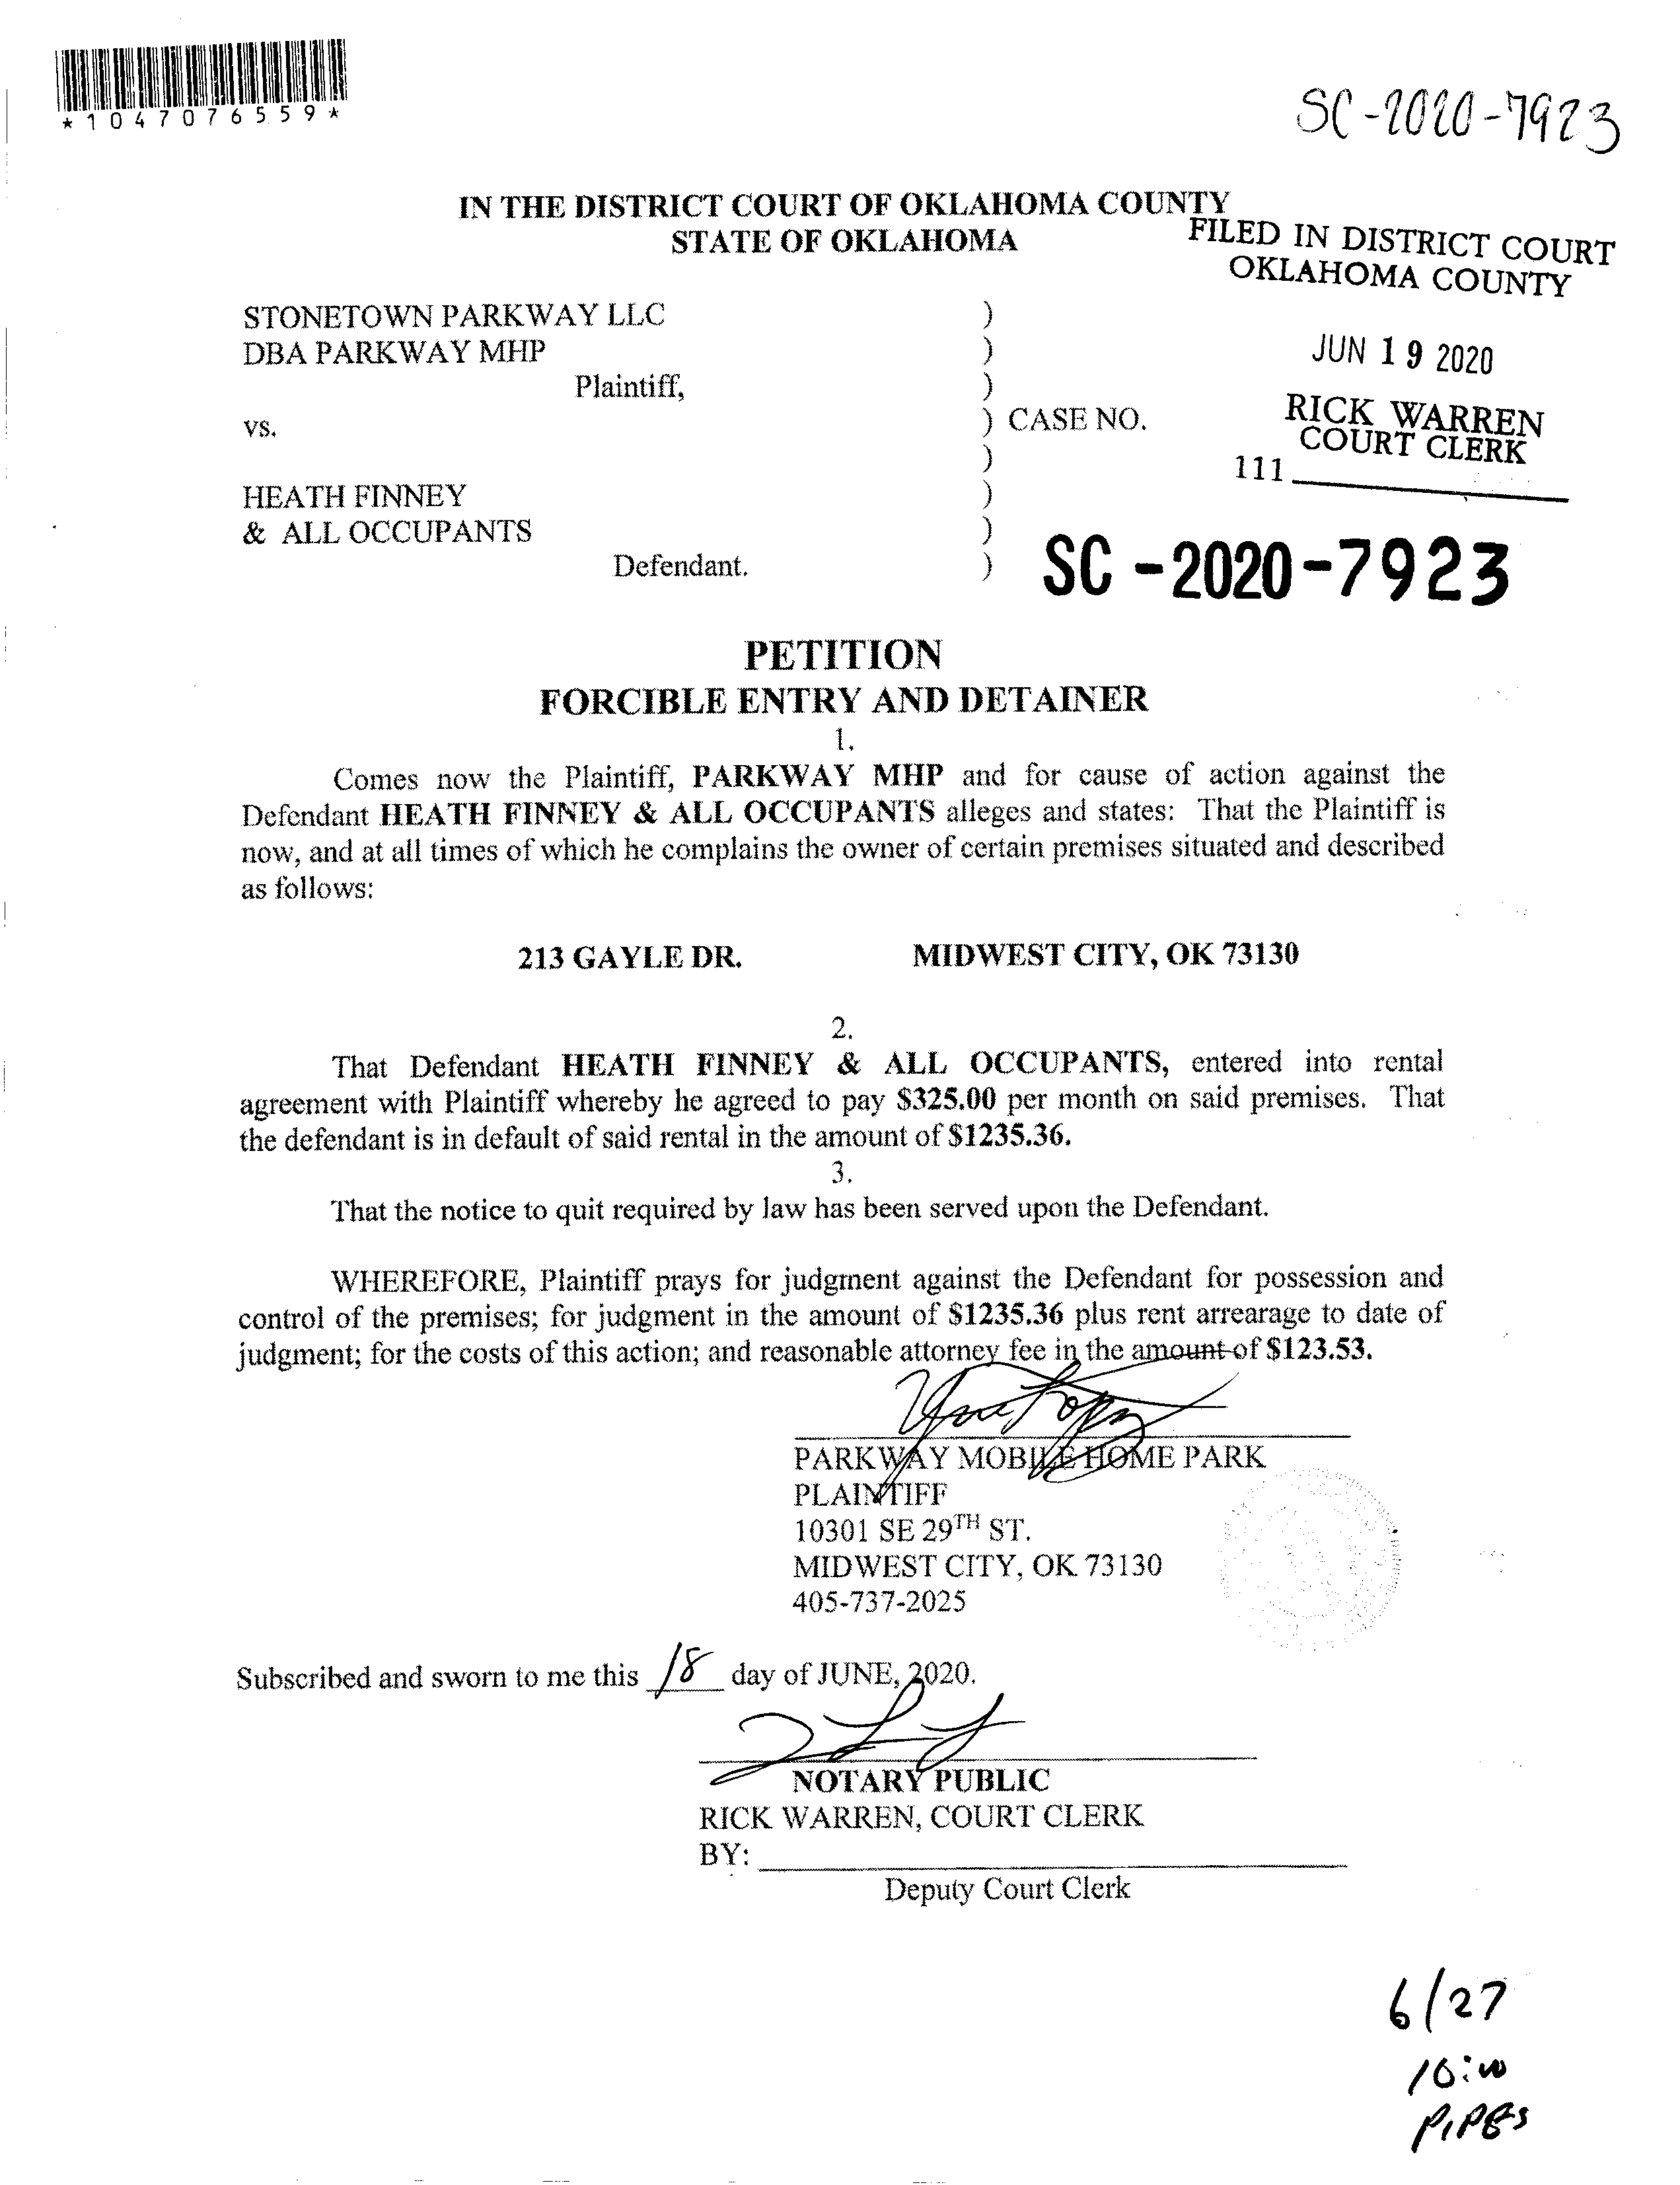 *1047076559*
SC-2020-7923
IN THE DISTRICT COURT OF OKLAHOMA COUNTY
STATE OF OKLAHOMA
FILED IN DISTRICT COURT
OKLAHOMA COUNTY
STONETOWN PARKWAY LLC )
DBA PARKWAY MHP )
JUN 19 2020
Plaintiff, )
vs. ) CASE NO.
RICK WARREN
COURT CLERK
)
111
HEATH FINNEY )
& ALL OCCUPANTS )
Defendant. )
SC-2020-7923
PETITION
FORCIBLE ENTRY AND DETAINER
1.
Comes now the Plaintiff, PARKWAY MHP and for cause of action against the
Defendant HEATH FINNEY & ALL OCCUPANTS alleges and states: That the Plaintiff is
now, and at all times of which he complains the owner of certain premises situated and described
as follows:
213 GAYLE DR. MIDWEST CITY, OK 73130
2.
That Defendant HEATH FINNEY & ALL OCCUPANTS, entered into rental
agreement with Plaintiff whereby he agreed to pay $325.00 per month on said premises. That
the defendant is in default of said rental in the amount of $1235.36.
3.
That the notice to quit required by law has been served upon the Defendant.
WHEREFORE, Plaintiff prays for judgment against the Defendant for possession and
control of the premises; for judgment in the amount of $1235.36 plus rent arrearage to date of
judgment; for the costs of this action; and reasonable attorney fee in the amount of $123.53.
PARKWAY MOBILE HOME PARK
PLAINTIFF
10301 SE 29TH ST.
MIDWEST CITY, OK 73130
405-737-2025
Subscribed and sworn to me this 18 day of JUNE, 2020.
NOTARY PUBLIC
RICK WARREN, COURT CLERK
BY:
Deputy Court Clerk
6/27
PIPES